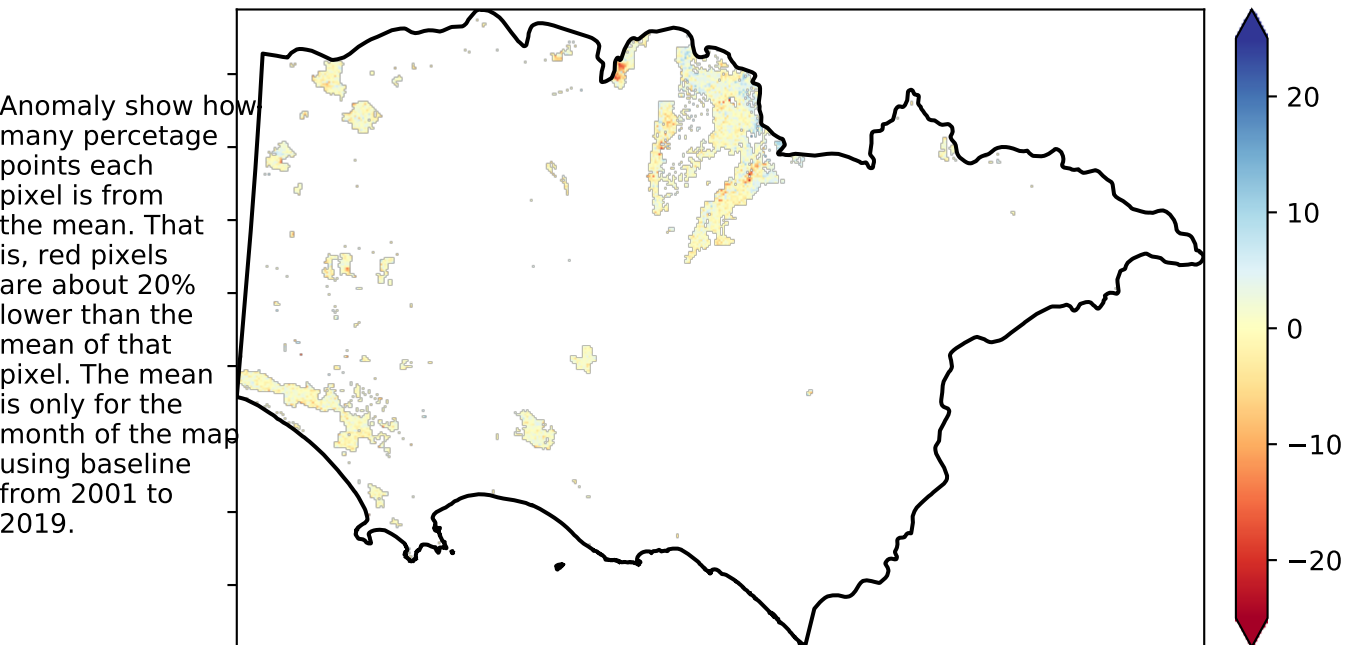 Anomaly show how
many percetage
points each
pixel is from
the mean. That
is, red pixels
are about 20%
lower than the
mean of that
pixel. The mean
is only for the
month of the map
using baseline
from 2001 to
2019.
20
10
0
−10
−20